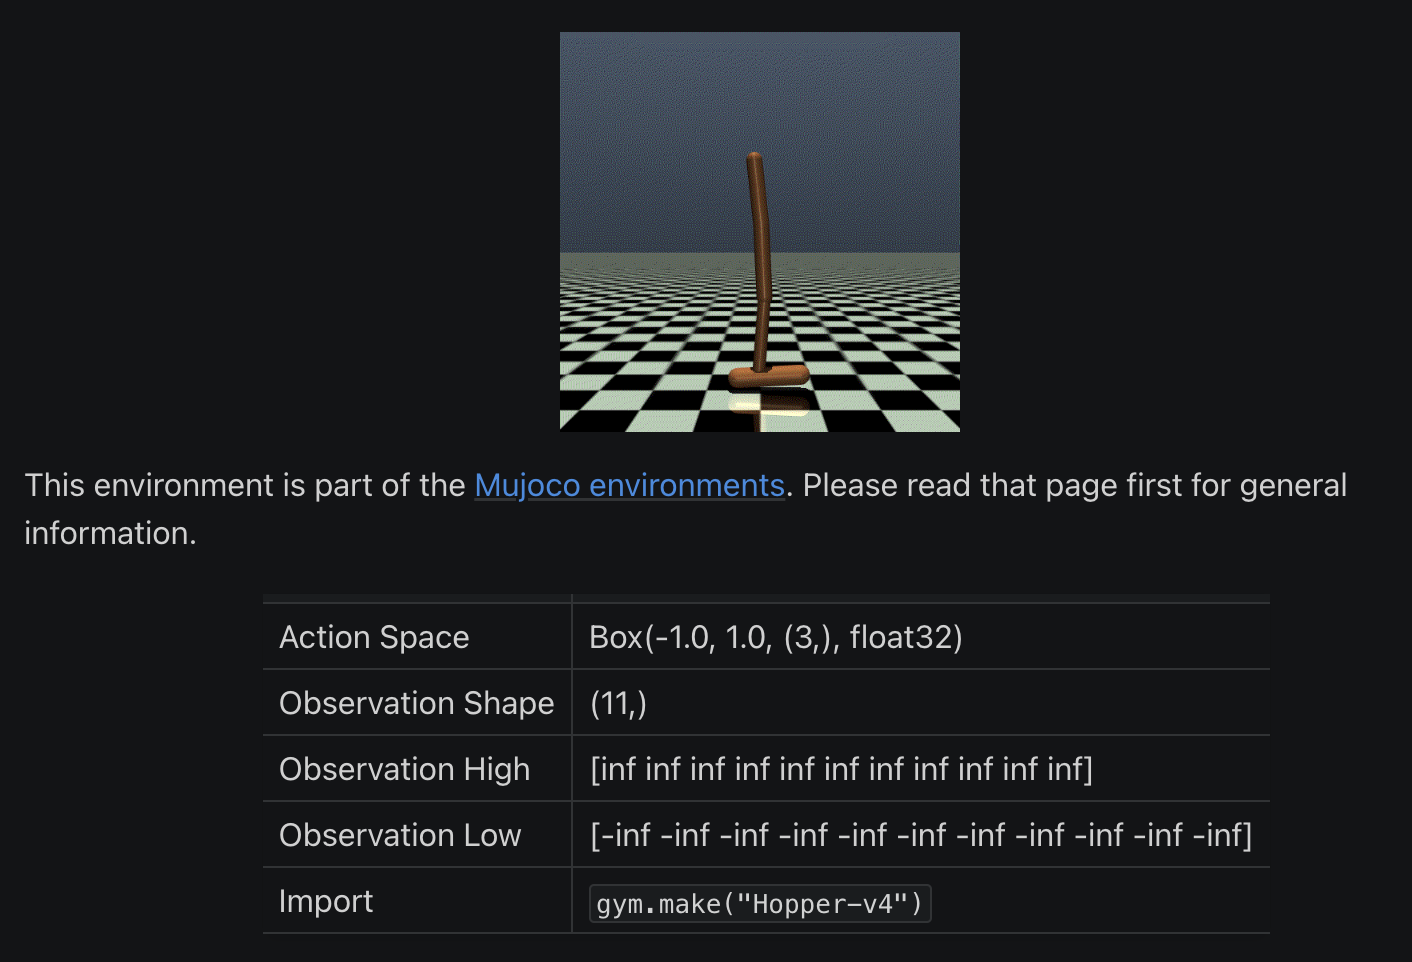 This environment is part of the Mujoco environments. Please read that page first for general
information.
Action Space Box(-1.0, 1.0, (3,), float32)
Observation Shape (11,)
Observation High [inf inf inf inf inf inf inf inf inf inf inf]
Observation Low [-inf -inf -inf -inf -inf -inf -inf -inf -inf -inf -inf]
Import gym.make("Hopper-v4")